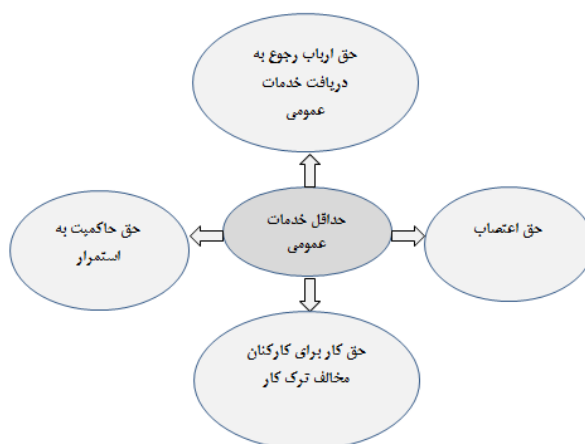 حق ارباب رجوع به
دریافت خدمات
عمومی
حداقل خدمات
عمومی
حق اعتصاب
حق حاکمیت به
استمرار
حق کار برای کارکنان
مخالف ترک کار